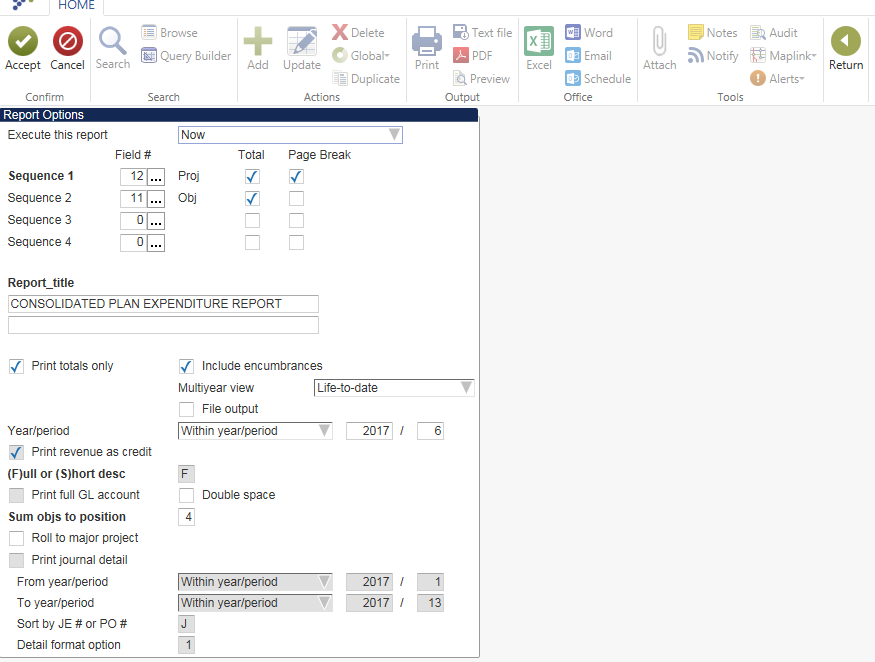 HOME
Accept Cancel Search Browse Query Builder Add Update Delete Global Duplicate Print Text file PDF Preview Excel Word Email Schedule Attach Notes Notify Audit Maplink Alerts Return
Confirm Search Actions Output Office Tools
Report Options
Execute this report Now
Field # Total Page Break
Sequence 1 12 ... Proj
Sequence 2 11 ... Obj
Sequence 3 0 ...
Sequence 4 0 ...
Report_title
CONSOLIDATED PLAN EXPENDITURE REPORT
Print totals only Include encumbrances
Multiyear view Life-to-date
File output
Year/period Within year/period 2017 / 6
Print revenue as credit
(F)ull or (S)hort desc F
Print full GL account Double space
Sum objs to position 4
Roll to major project
Print journal detail
From year/period Within year/period 2017 / 1
To year/period Within year/period 2017 / 13
Sort by JE # or PO # J
Detail format option 1